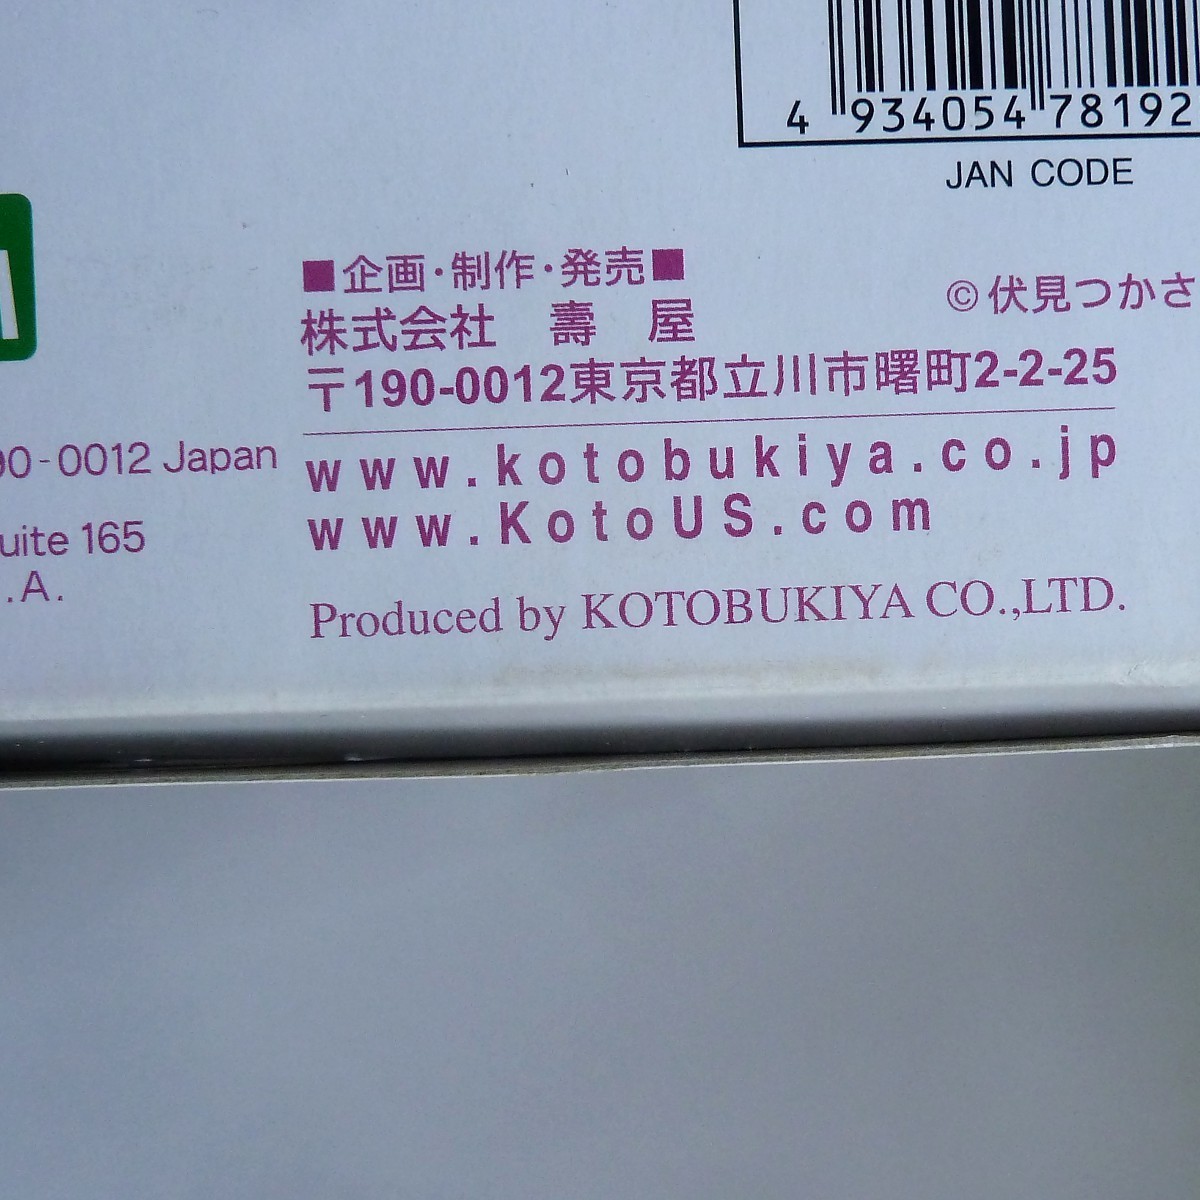 4 934054 78192
JAN CODE
■企画・制作・発売■
©伏見つかさ
株式会社 壽 屋
〒190-0012東京都立川市曙町2-2-25
90-0012 Japan
www.kotobukiya.co.jp
uite 165
www.KotoUS.com
.A.
Produced by KOTOBUKIYA CO.,LTD.